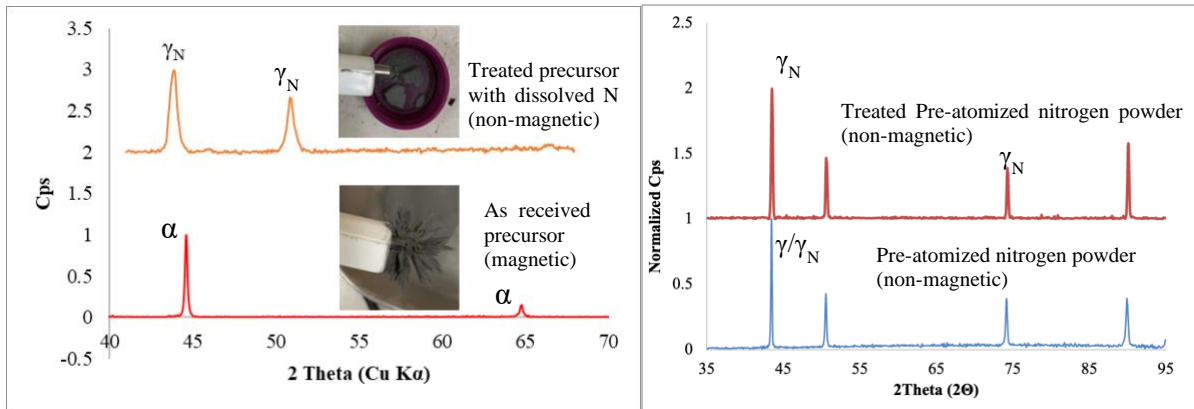 3.5
3
2.5
2
1.5
1
0.5
0
-0.5
Cps
γN
γN
Treated precursor
with dissolved N
(non-magnetic)
α
As received
precursor
(magnetic)
α
40 45 50 55 60 65 70
2 Theta (Cu Kα)
2.5
2
1.5
1
0.5
0
Normalized Cps
γN
Treated Pre-atomized nitrogen powder
(non-magnetic)
γN
γ/γN
Pre-atomized nitrogen powder
(non-magnetic)
35 45 55 65 75 85 95
2Theta (2Θ)